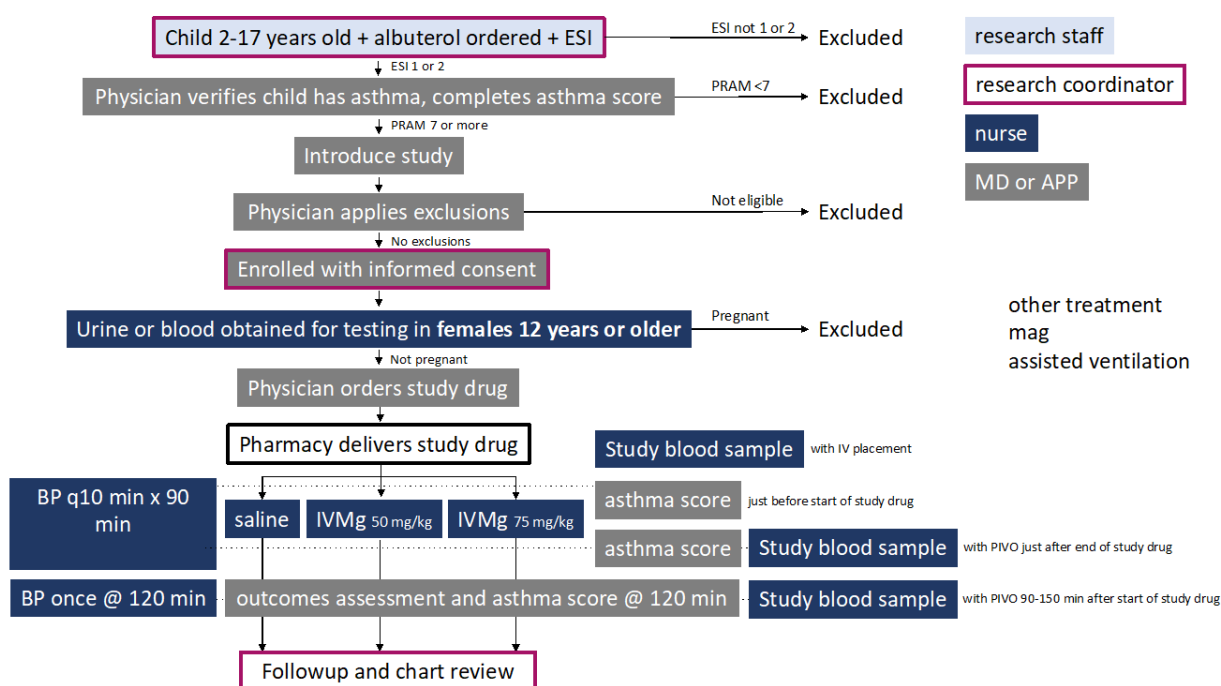 Child 2-17 years old + albuterol ordered + ESI
ESI not 1 or 2
Excluded
research staff
ESI 1 or 2
Physician verifies child has asthma, completes asthma score
PRAM <7
Excluded
research coordinator
PRAM 7 or more
nurse
Introduce study
MD or APP
Physician applies exclusions
Not eligible
Excluded
No exclusions
Enrolled with informed consent
Urine or blood obtained for testing in females 12 years or older
Pregnant
Excluded
other treatment
mag
assisted ventilation
Not pregnant
Physician orders study drug
Pharmacy delivers study drug
Study blood sample
with IV placement
BP q10 min x 90
min
saline
IVMg 50 mg/kg
IVMg 75 mg/kg
asthma score
just before start of study drug
asthma score
Study blood sample
with PIVO just after end of study drug
BP once @ 120 min
outcomes assessment and asthma score @ 120 min
Study blood sample
with PIVO 90-150 min after start of study drug
Followup and chart review